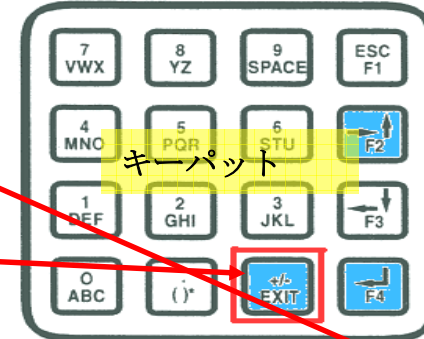 7 8 9 ESC
VWX YZ SPACE F1
4 5 6
MNO PQR STU F2
キーパット
1 2 3
DEF GHI JKL F3
0 . +/-
ABC ()* EXIT F4